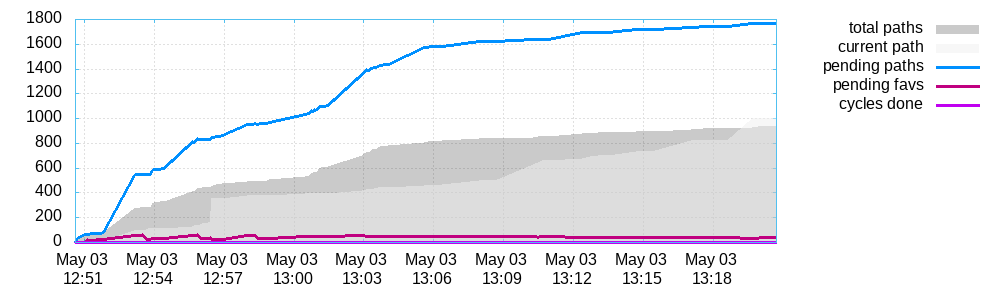 1800
1600
1400
1200
1000
800
600
400
200
0
May 03 May 03 May 03 May 03 May 03 May 03 May 03 May 03 May 03 May 03
12:51 12:54 12:57 13:00 13:03 13:06 13:09 13:12 13:15 13:18
total paths
current path
pending paths
pending favs
cycles done